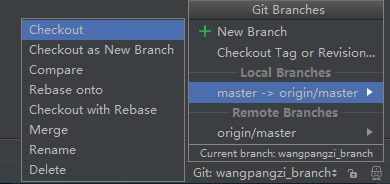 Checkout
Checkout as New Branch
Compare
Rebase onto
Checkout with Rebase
Merge
Rename
Delete
Git Branches
New Branch
Checkout Tag or Revision...
Local Branches
master -> origin/master
Remote Branches
origin/master
Current branch: wangpangzi_branch
Git: wangpangzi_branch